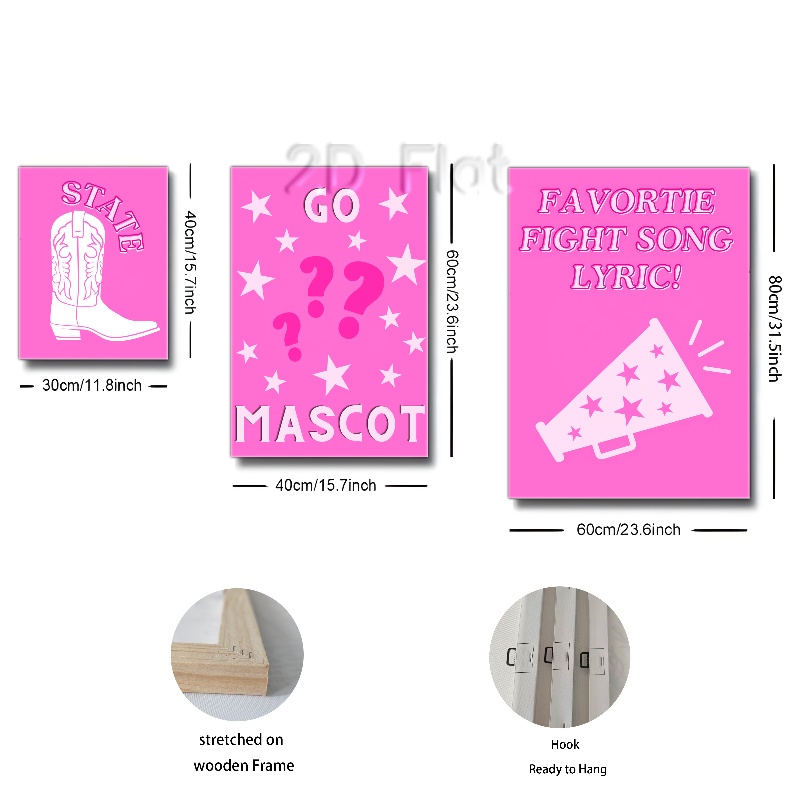 2D Flat
STATE
40cm/15.7inch
30cm/11.8inch
GO
??
?
MASCOT
60cm/23.6inch
40cm/15.7inch
FAVORTIE
FIGHT SONG
LYRIC!
80cm/31.5inch
60cm/23.6inch
stretched on
wooden Frame
Hook
Ready to Hang